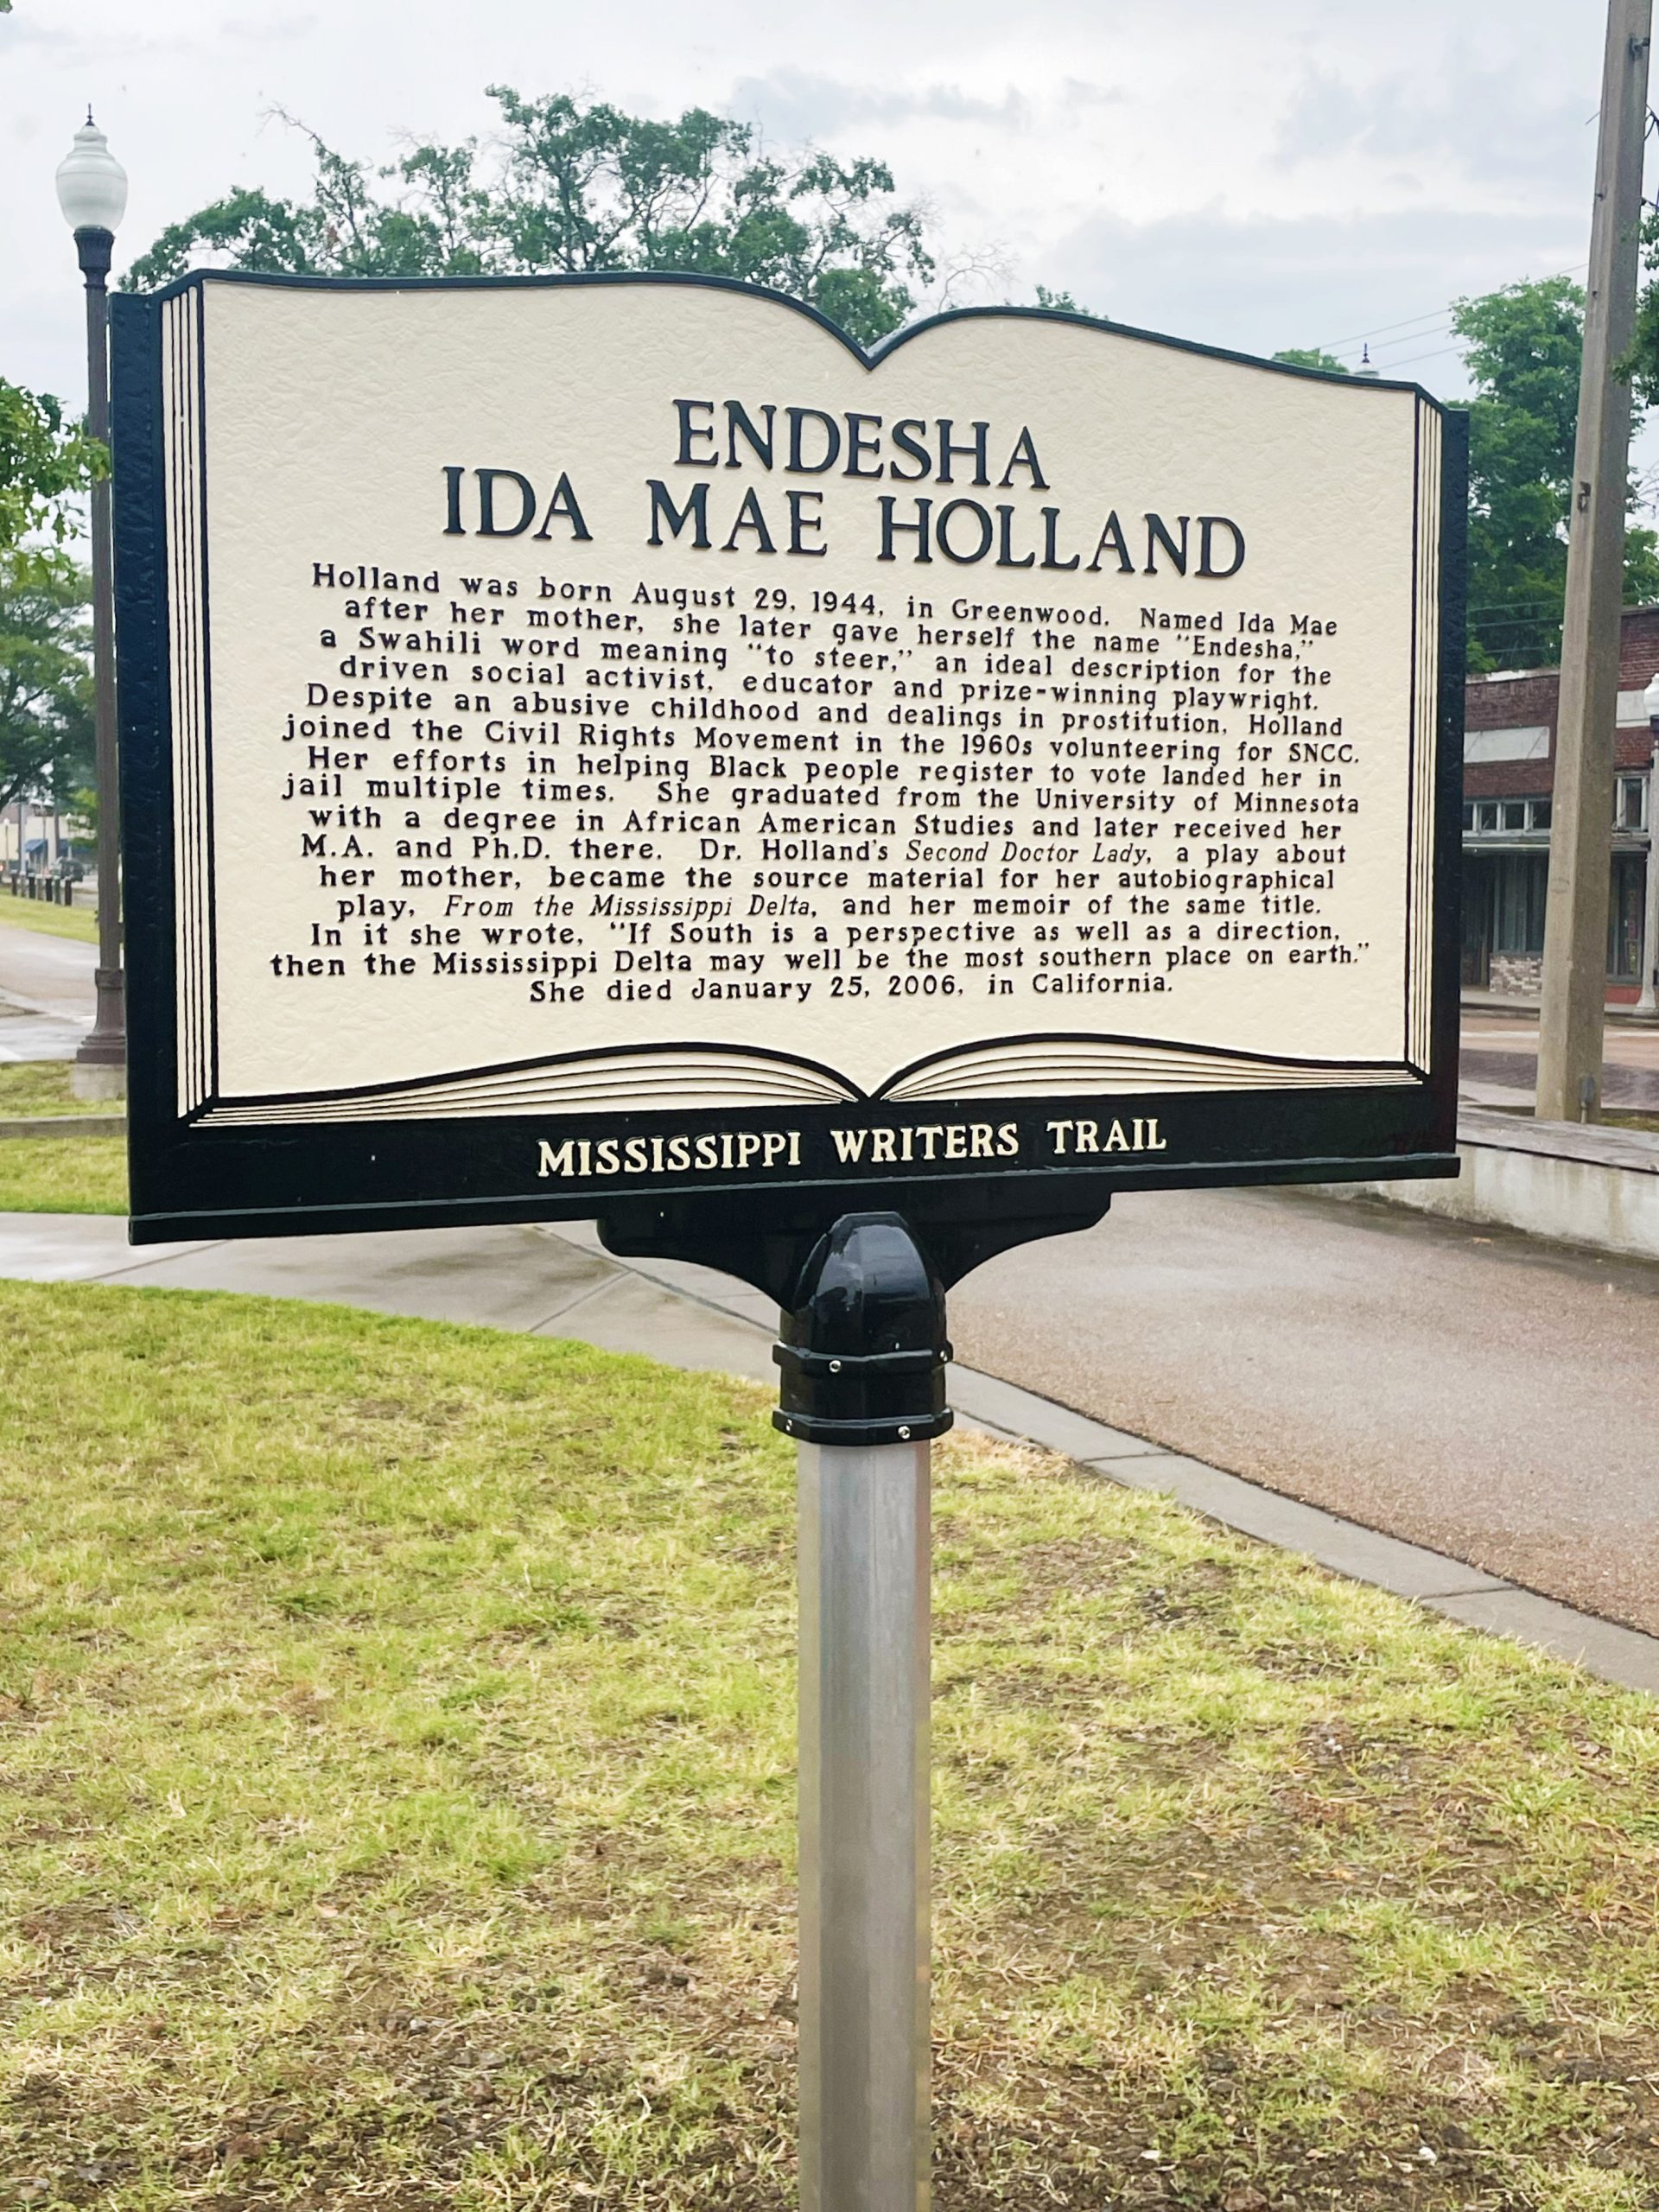 ENDESHA
IDA MAE HOLLAND
Holland was born August 29, 1944, in Greenwood. Named Ida Mae
after her mother, she later gave herself the name "Endesha,"
a Swahili word meaning "to steer," an ideal description for the
driven social activist, educator and prize-winning playwright.
Despite an abusive childhood and dealings in prostitution, Holland
joined the Civil Rights Movement in the 1960s volunteering for SNCC.
Her efforts in helping Black people register to vote landed her in
jail multiple times. She graduated from the University of Minnesota
with a degree in African American Studies and later received her
M.A. and Ph.D. there. Dr. Holland's Second Doctor Lady, a play about
her mother, became the source material for her autobiographical
play, From the Mississippi Delta, and her memoir of the same title.
In it she wrote, "If South is a perspective as well as a direction,
then the Mississippi Delta may well be the most southern place on earth."
She died January 25, 2006, in California.
MISSISSIPPI WRITERS TRAIL